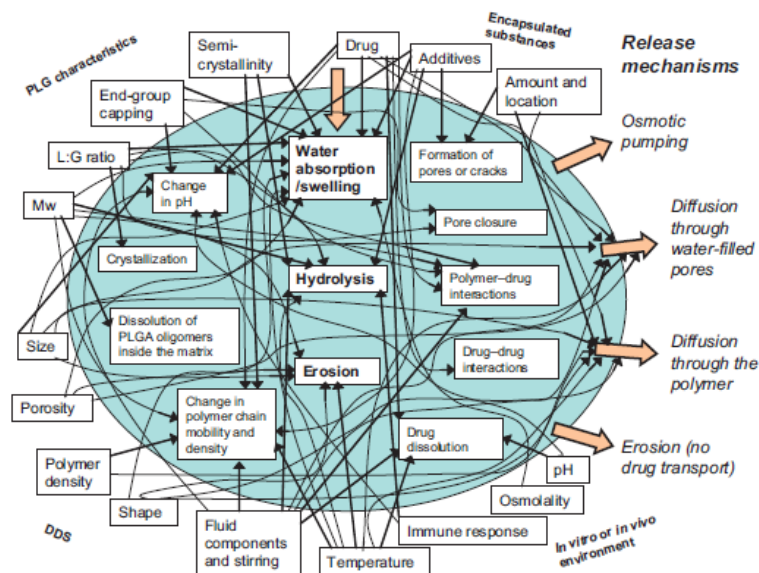 PLG characteristics
Semi-
crystallinity
Drug
Additives
Encapsulated
substances
Release
mechanisms
End-group
capping
Amount and
location
Osmotic
pumping
L:G ratio
Water
absorption
/swelling
Formation of
pores or cracks
Change
in pH
Mw
Pore closure
Diffusion
through
water-filled
pores
Crystallization
Hydrolysis
Polymer–drug
interactions
Size
Dissolution of
PLGA oligomers
inside the matrix
Drug–drug
interactions
Diffusion
through the
polymer
Erosion
Porosity
Change in
polymer chain
mobility and
density
Drug
dissolution
Erosion (no
drug transport)
Polymer
density
pH
Osmolality
Shape
DDS
Fluid
components
and stirring
Immune response
Temperature
In vitro or in vivo
environment